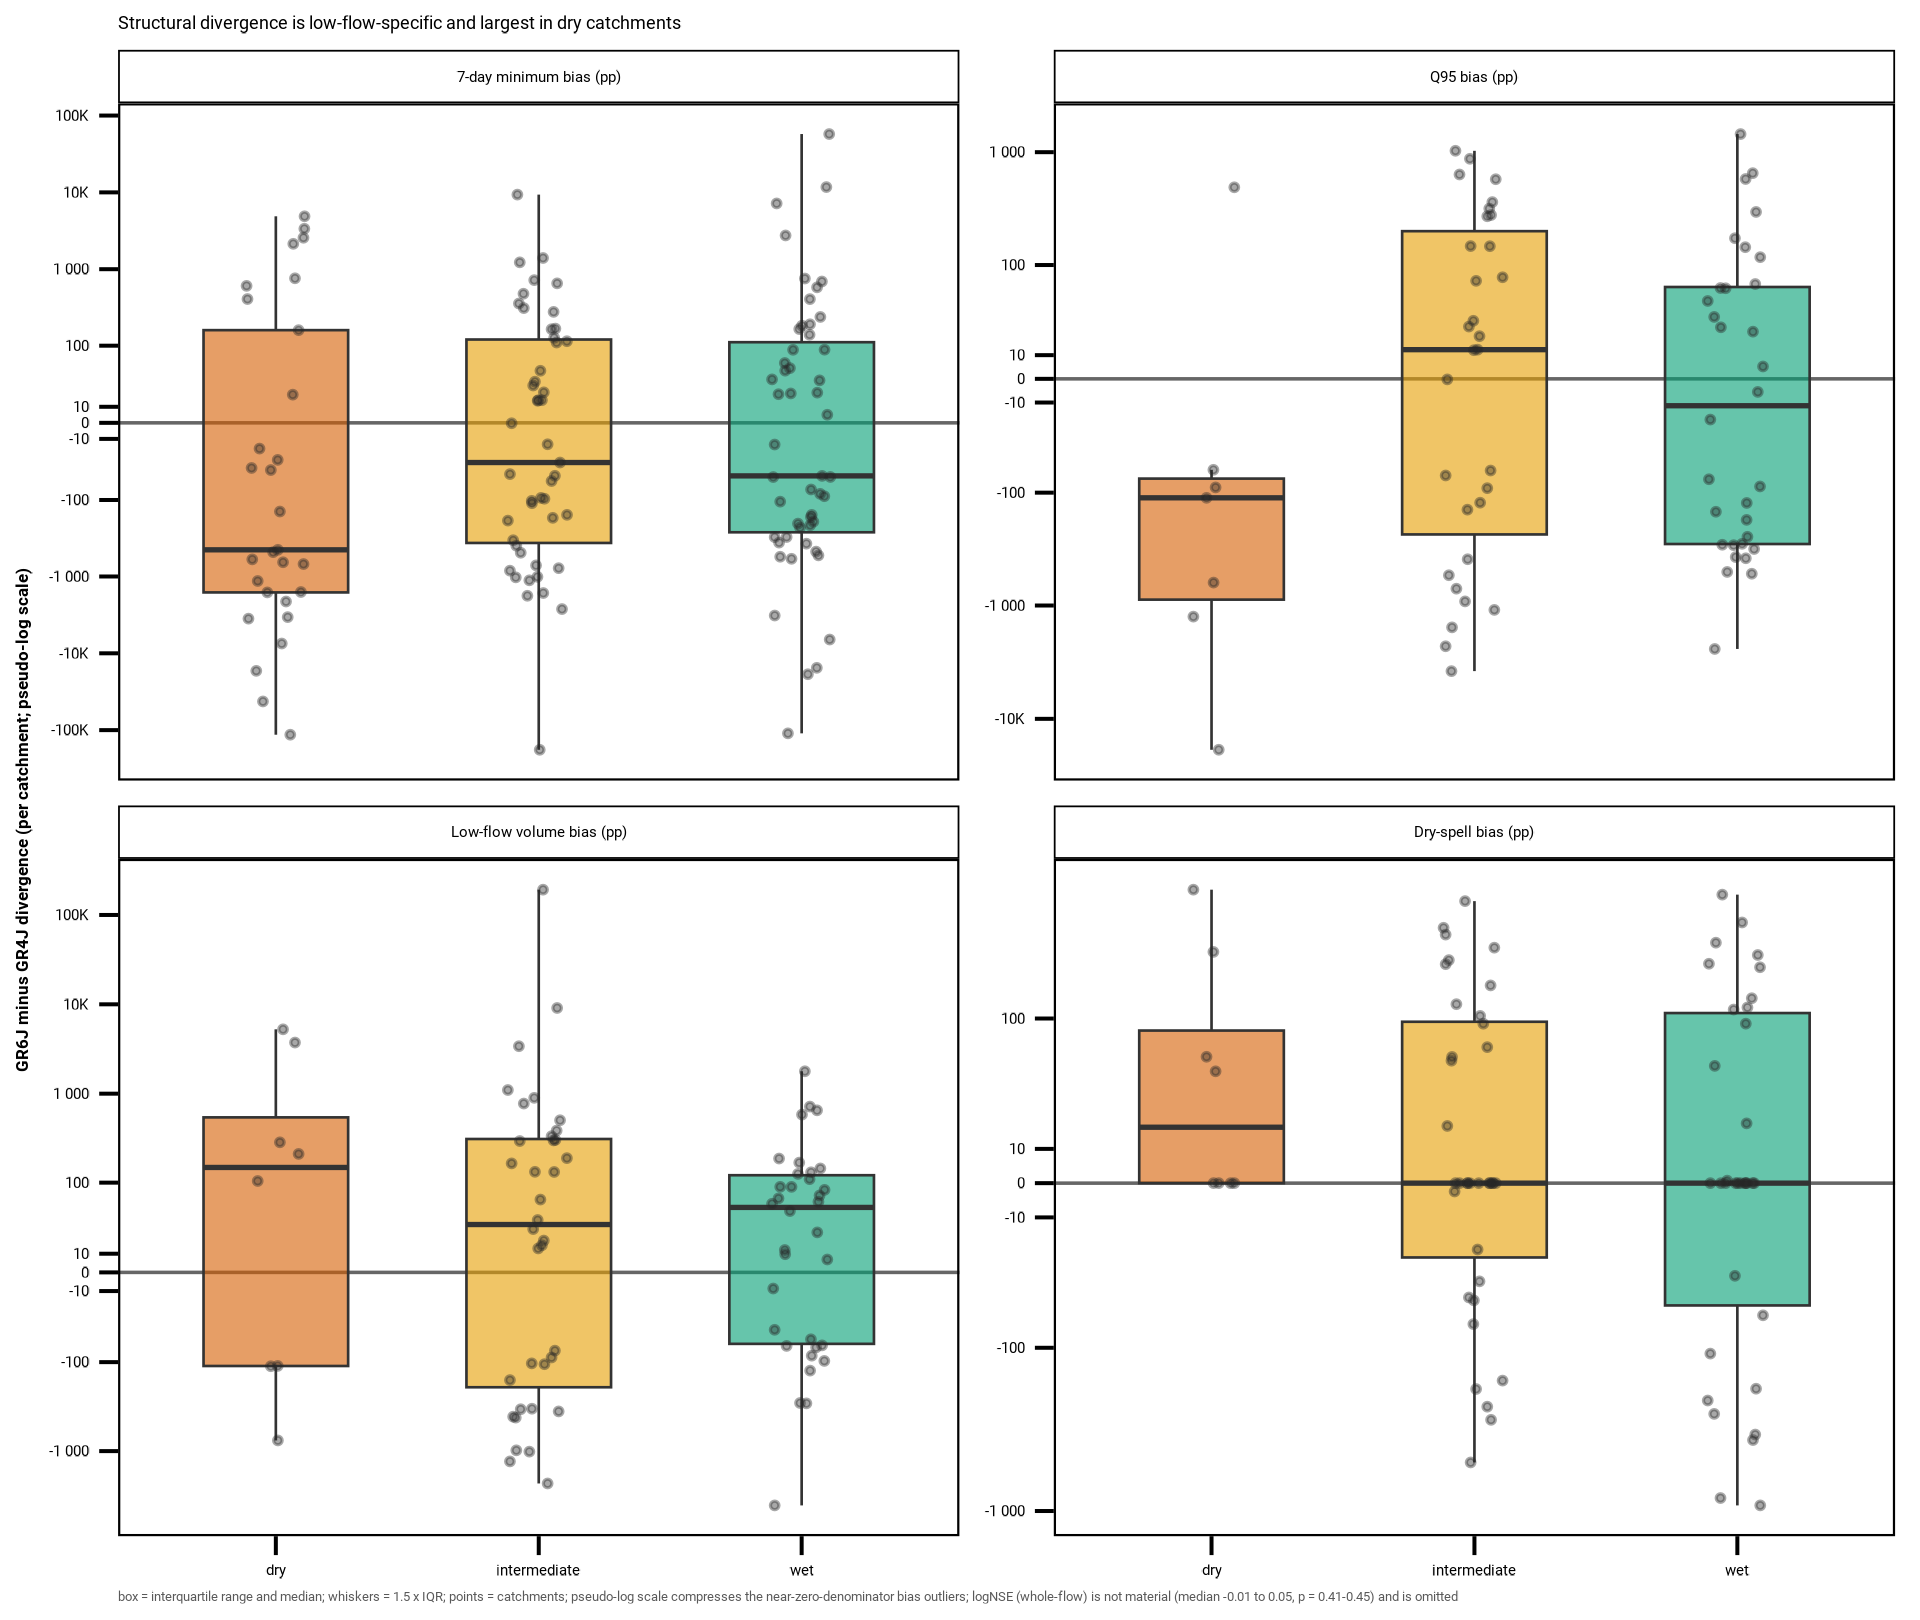 Structural divergence is low-flow-specific and largest in dry catchments
7-day minimum bias (pp)
Q95 bias (pp)
100K
10K
1 000
100
10
0
-10
-100
-1 000
-10K
-100K
1 000
100
10
0
-10
-100
-1 000
-10K
GR6J minus GR4J divergence (per catchment; pseudo-log scale)
Low-flow volume bias (pp)
Dry-spell bias (pp)
100K
10K
1 000
100
10
0
-10
-100
-1 000
100
10
0
-10
-100
-1 000
dry
intermediate
wet
dry
intermediate
wet
box = interquartile range and median; whiskers = 1.5 x IQR; points = catchments; pseudo-log scale compresses the near-zero-denominator bias outliers; logNSE (whole-flow) is not material (median -0.01 to 0.05, p = 0.41-0.45) and is omitted